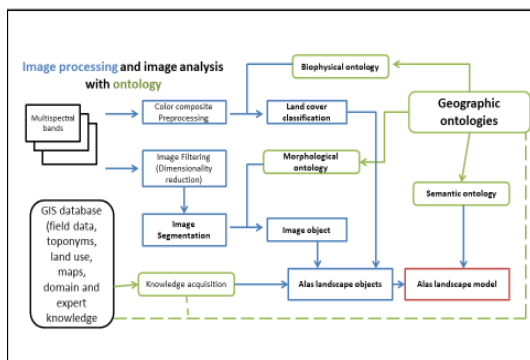 Image processing and image analysis
with ontology
Multispectral
bands
Color composite
Preprocessing
Land cover
classification
Biophysical ontology
Geographic
ontologies
Image Filtering
(Dimensionality
reduction)
Morphological
ontology
Semantic ontology
Image
Segmentation
Image object
GIS database
(field data,
toponyms,
land use,
maps,
domain and
expert
knowledge
Knowledge acquisition
Alas landscape objects
Alas landscape model